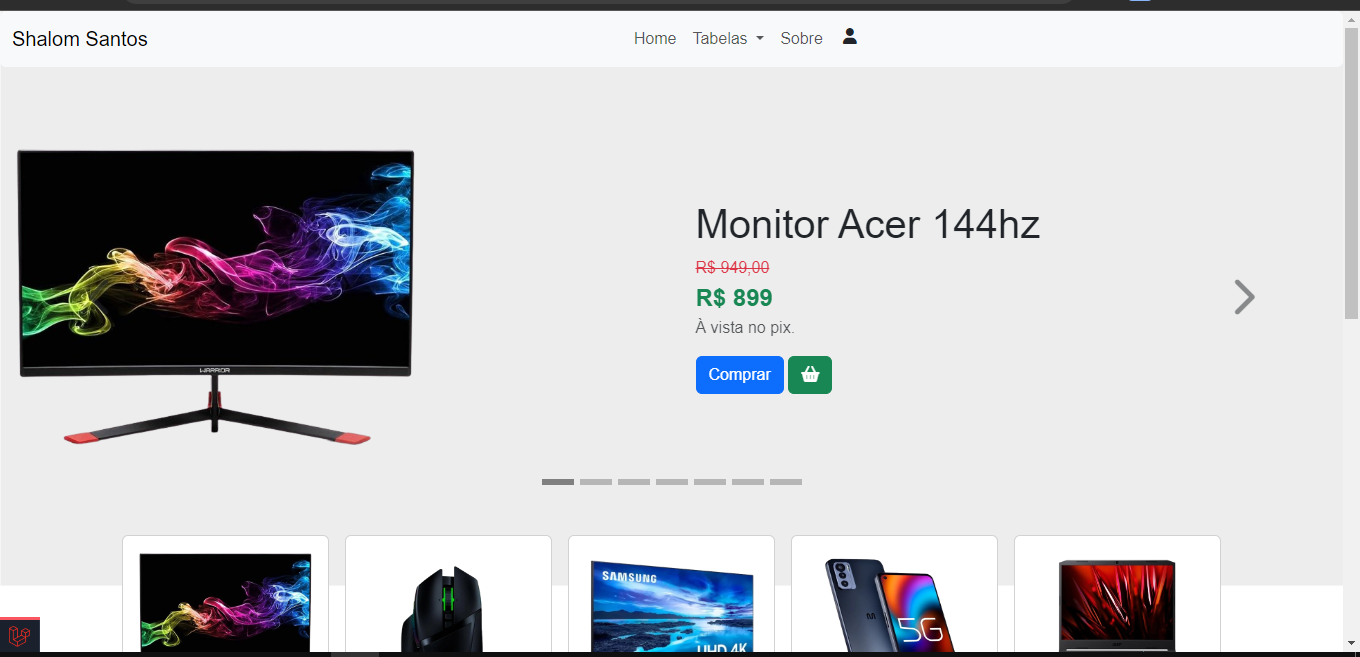 Shalom Santos
Home Tabelas Sobre
WARRIOR
Monitor Acer 144hz
R$ 949,00
R$ 899
À vista no pix.
Comprar
SAMSUNG
UHD 4K
5G